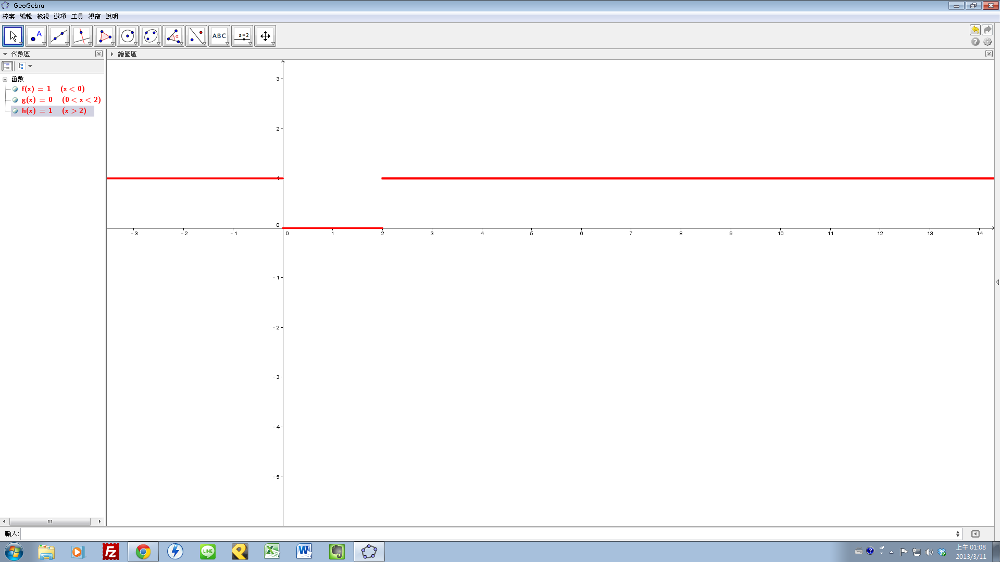 GeoGebra
檔案 編輯 檢視 選項 工具 視窗 說明
A α ABC a=2
代數區
繪圖區
函數
f(x) = 1 (x < 0)
g(x) = 0 (0 < x < 2)
h(x) = 1 (x > 2)
3
2
1
0
-3 -2 -1 0 1 2 3 4 5 6 7 8 9 10 11 12 13 14
-1
-2
-3
-4
-5
輸入:
Fz LINE
上午 01:08
2013/3/11